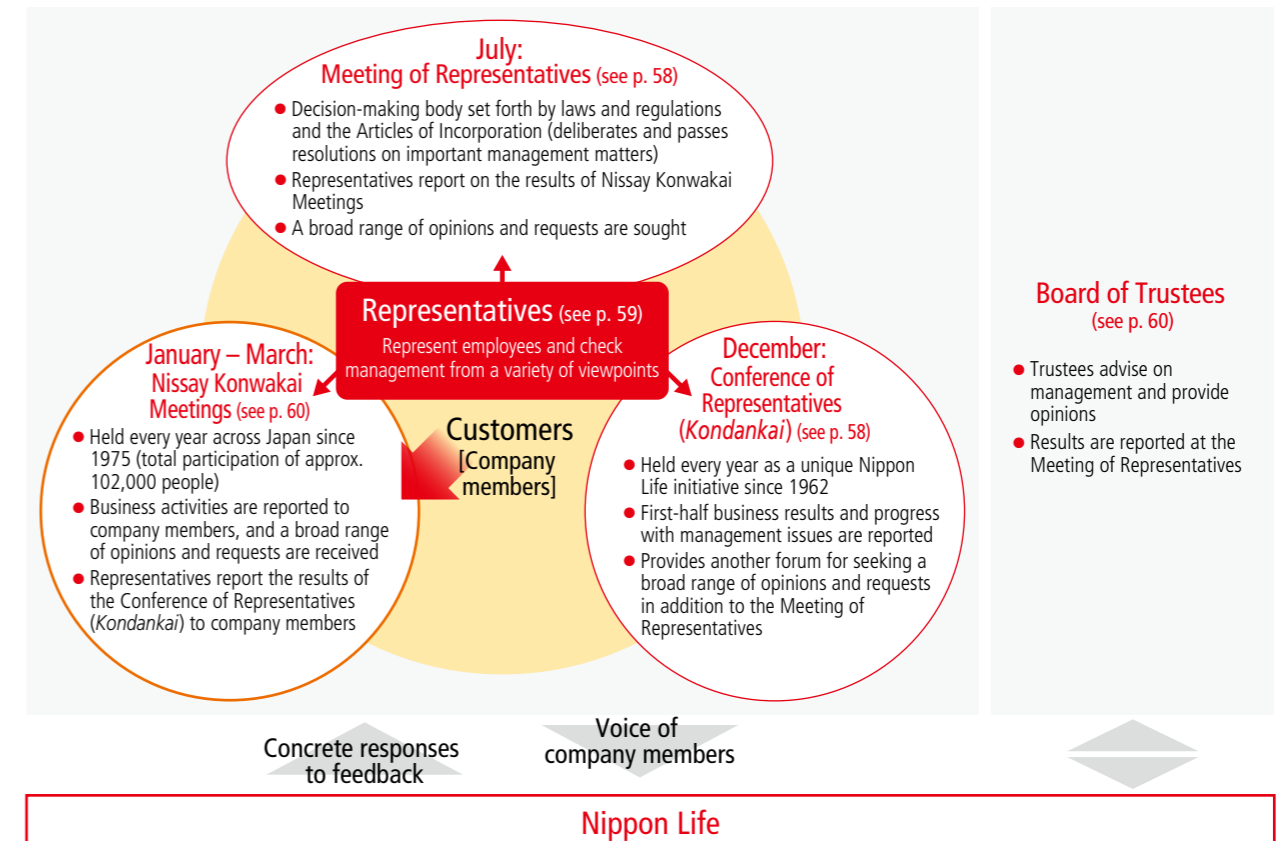 July:
Meeting of Representatives (see p. 58)
● Decision-making body set forth by laws and regulations
and the Articles of Incorporation (deliberates and passes
resolutions on important management matters)
● Representatives report on the results of Nissay Konwakai
Meetings
● A broad range of opinions and requests are sought
Representatives (see p. 59)
Represent employees and check
management from a variety of viewpoints
January – March:
Nissay Konwakai
Meetings (see p. 60)
● Held every year across Japan since
1975 (total participation of approx.
102,000 people)
● Business activities are reported to
company members, and a broad range
of opinions and requests are received
● Representatives report the results of
the Conference of Representatives
(Kondankai) to company members
Customers
[Company
members]
December:
Conference of
Representatives
(Kondankai) (see p. 58)
● Held every year as a unique Nippon
Life initiative since 1962
● First-half business results and progress
with management issues are reported
● Provides another forum for seeking a
broad range of opinions and requests
in addition to the Meeting of
Representatives
Board of Trustees
(see p. 60)
● Trustees advise on
management and provide
opinions
● Results are reported at the
Meeting of Representatives
Concrete responses
to feedback
Voice of
company members
Nippon Life